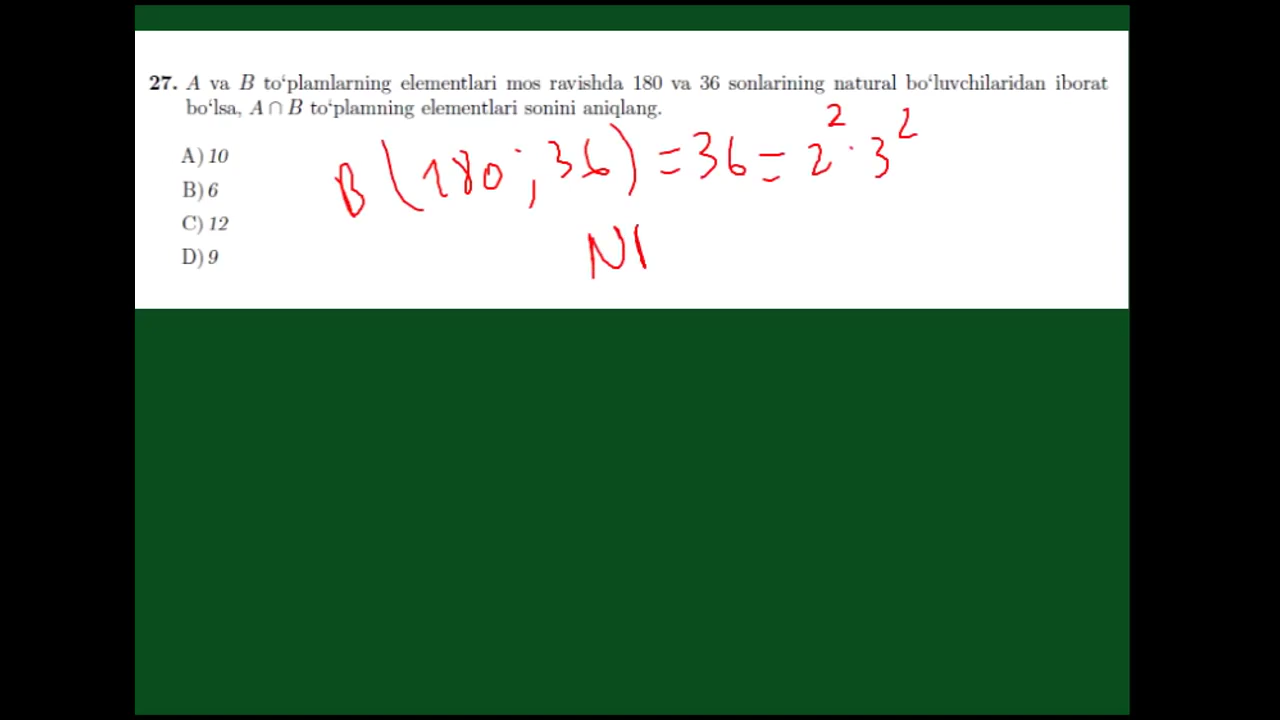 27. A va B to‘plamlarning elementlari mos ravishda 180 va 36 sonlarining natural bo‘luvchilaridan iborat
bo‘lsa, A ∩ B to‘plamning elementlari sonini aniqlang.
A) 10
B) 6
C) 12
D) 9
B (180 ; 36) = 36 = 2² · 3²